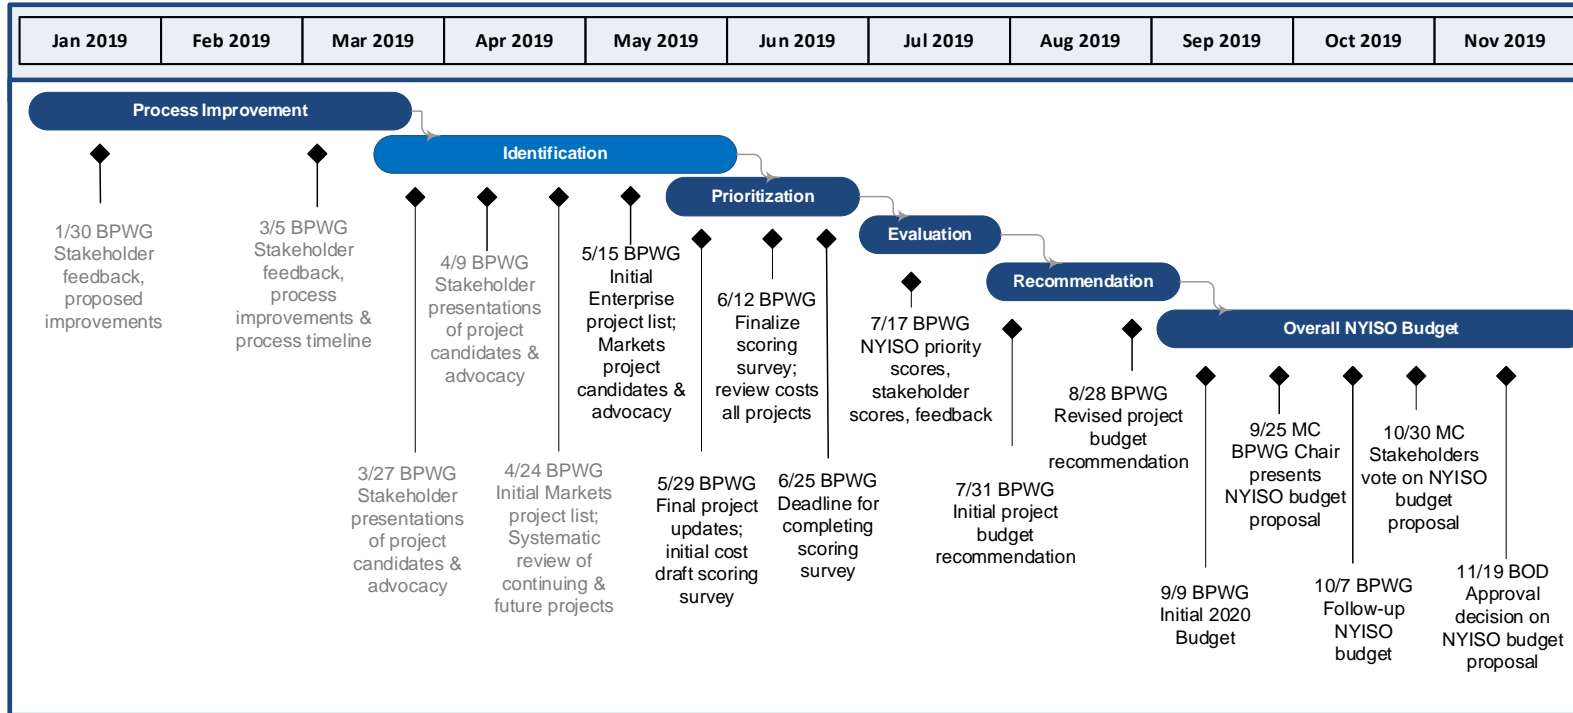 Jan 2019
Feb 2019
Mar 2019
Apr 2019
May 2019
Jun 2019
Jul 2019
Aug 2019
Sep 2019
Oct 2019
Nov 2019
Process Improvement
Identification
Prioritization
Evaluation
Recommendation
Overall NYISO Budget
1/30 BPWG
Stakeholder
feedback,
proposed
improvements
3/5 BPWG
Stakeholder
feedback,
process
improvements &
process timeline
3/27 BPWG
Stakeholder
presentations
of project
candidates &
advocacy
4/9 BPWG
Stakeholder
presentations
of project
candidates &
advocacy
4/24 BPWG
Initial Markets
project list;
Systematic
review of
continuing &
future projects
5/15 BPWG
Initial
Enterprise
project list;
Markets
project
candidates &
advocacy
5/29 BPWG
Final project
updates;
initial cost
draft scoring
survey
6/12 BPWG
Finalize
scoring
survey;
review costs
all projects
6/25 BPWG
Deadline for
completing
scoring
survey
7/17 BPWG
NYISO priority
scores,
stakeholder
scores, feedback
7/31 BPWG
Initial project
budget
recommendation
8/28 BPWG
Revised project
budget
recommendation
9/9 BPWG
Initial 2020
Budget
9/25 MC
BPWG Chair
presents
NYISO budget
proposal
10/7 BPWG
Follow-up
NYISO
budget
10/30 MC
Stakeholders
vote on NYISO
budget
proposal
11/19 BOD
Approval
decision on
NYISO budget
proposal